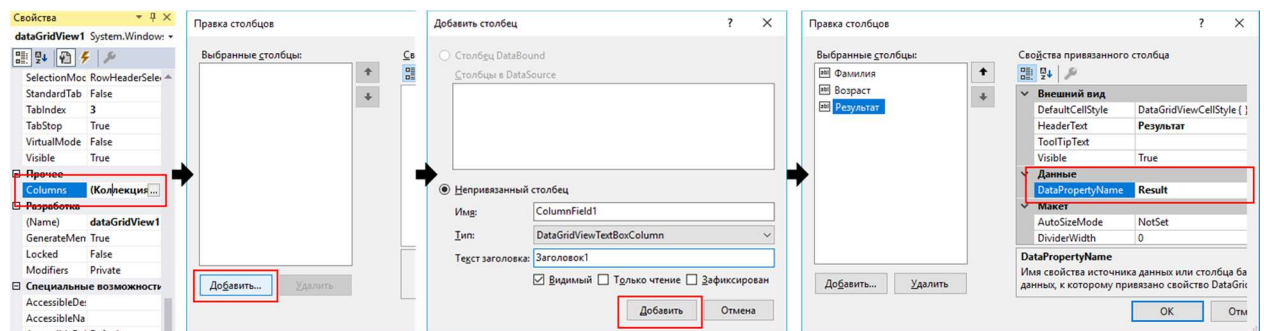 Свойства
dataGridView1 System.Window:
SelectionMoc RowHeaderSele
StandardTab False
TabIndex 3
TabStop True
VirtualMode False
Visible True
Прочее
Columns (Коллекция ...
Разработка
(Name) dataGridView1
GenerateMen True
Locked False
Modifiers Private
Специальные возможности
AccessibleDe:
AccessibleNa
Правка столбцов
Выбранные столбцы:
Св
Добавить...
Удалить
Добавить столбец
? ×
Столбец DataBound
Столбцы в DataSource
Непривязанный столбец
Имя: ColumnField1
Тип: DataGridViewTextBoxColumn
Текст заголовка: Заголовок1
Видимый Только чтение Зафиксирован
Добавить Отмена
Правка столбцов
? ×
Выбранные столбцы:
Фамилия
Возраст
Результат
Добавить... Удалить
Свойства привязанного столбца
Внешний вид
DefaultCellStyle DataGridViewCellStyle { }
HeaderText Результат
ToolTipText
Visible True
Данные
DataPropertyName Result
Макет
AutoSizeMode NotSet
DividerWidth 0
DataPropertyName
Имя свойства источника данных или столбца ба
данных, к которому привязано свойство DataGric
OK Отм